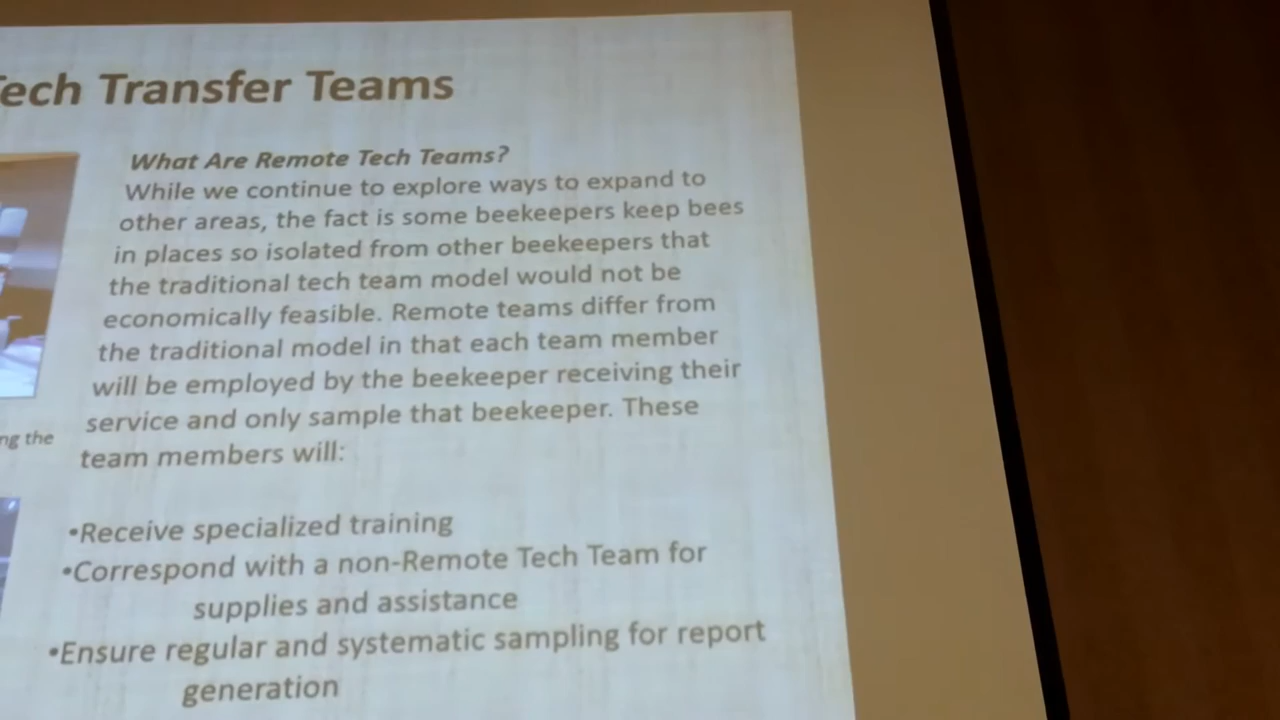 ech Transfer Teams
What Are Remote Tech Teams?
While we continue to explore ways to expand to
other areas, the fact is some beekeepers keep bees
in places so isolated from other beekeepers that
the traditional tech team model would not be
economically feasible. Remote teams differ from
the traditional model in that each team member
will be employed by the beekeeper receiving their
service and only sample that beekeeper. These
team members will:
ng the
•Receive specialized training
•Correspond with a non-Remote Tech Team for
supplies and assistance
•Ensure regular and systematic sampling for report
generation